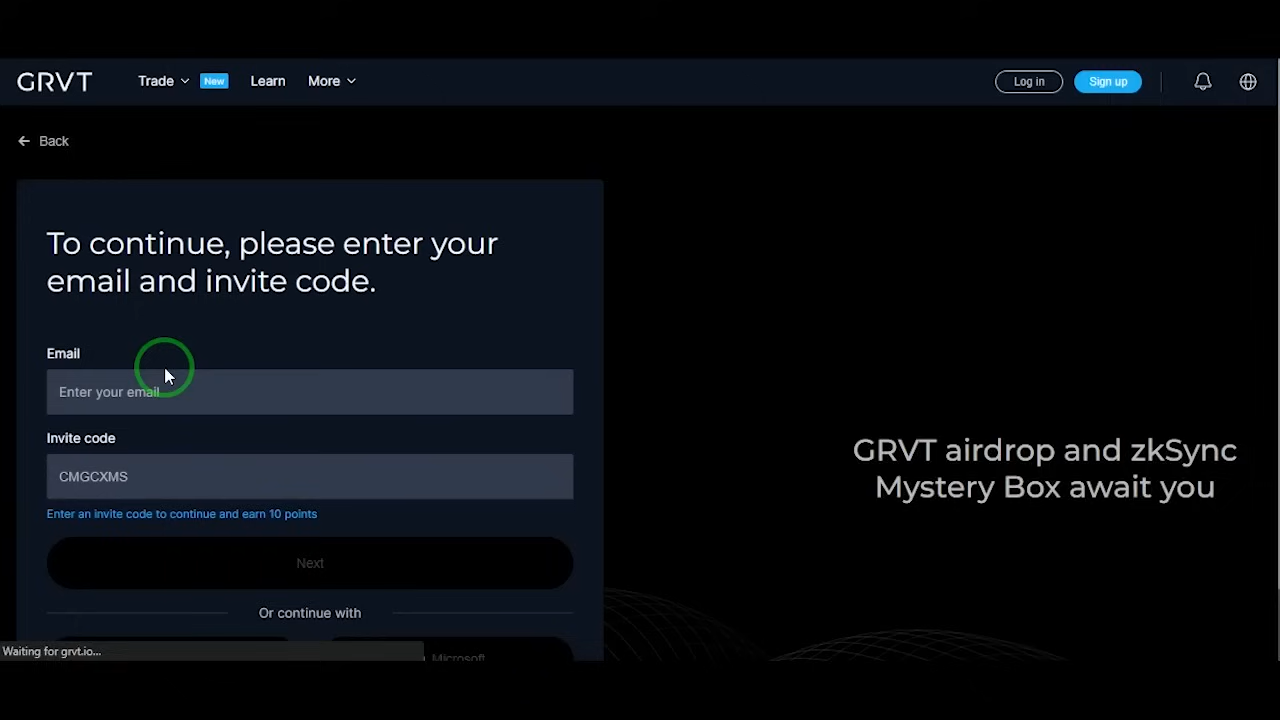 GRVT
Trade New Learn More
Log in Sign up
Back
To continue, please enter your
email and invite code.
Email
Enter your email
Invite code
CMGCXMS
Enter an invite code to continue and earn 10 points
Next
Or continue with
Microsoft
Waiting for grvt.io...
GRVT airdrop and zkSync
Mystery Box await you